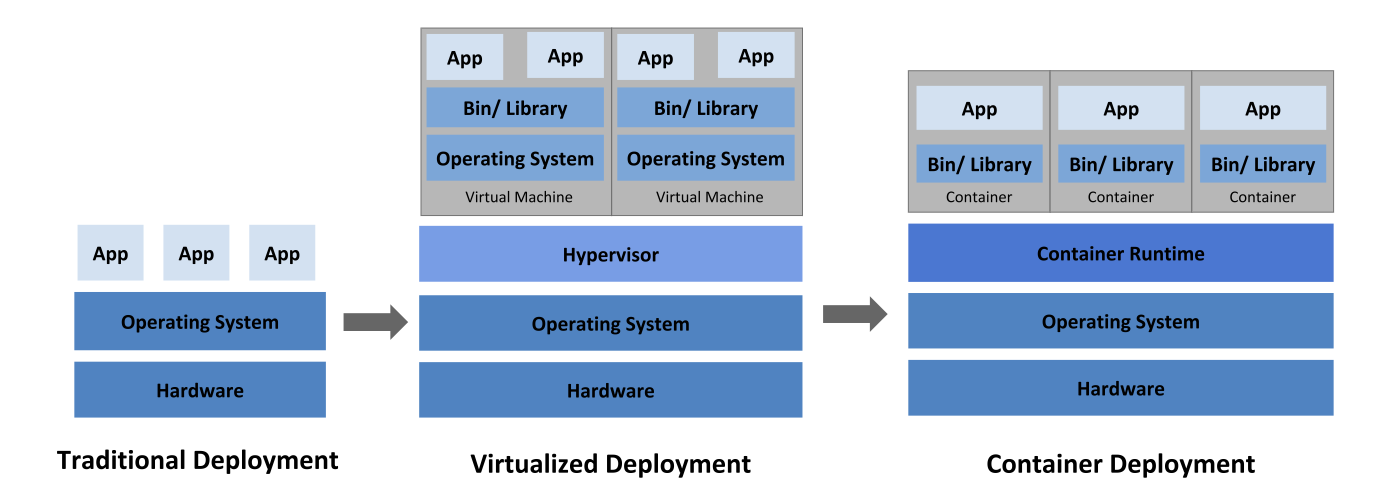 App
App
App
Operating System
Hardware
Traditional Deployment
App
App
App
App
Bin/ Library
Bin/ Library
Operating System
Operating System
Virtual Machine
Virtual Machine
Hypervisor
Operating System
Hardware
Virtualized Deployment
App
App
App
Bin/ Library
Bin/ Library
Bin/ Library
Container
Container
Container
Container Runtime
Operating System
Hardware
Container Deployment